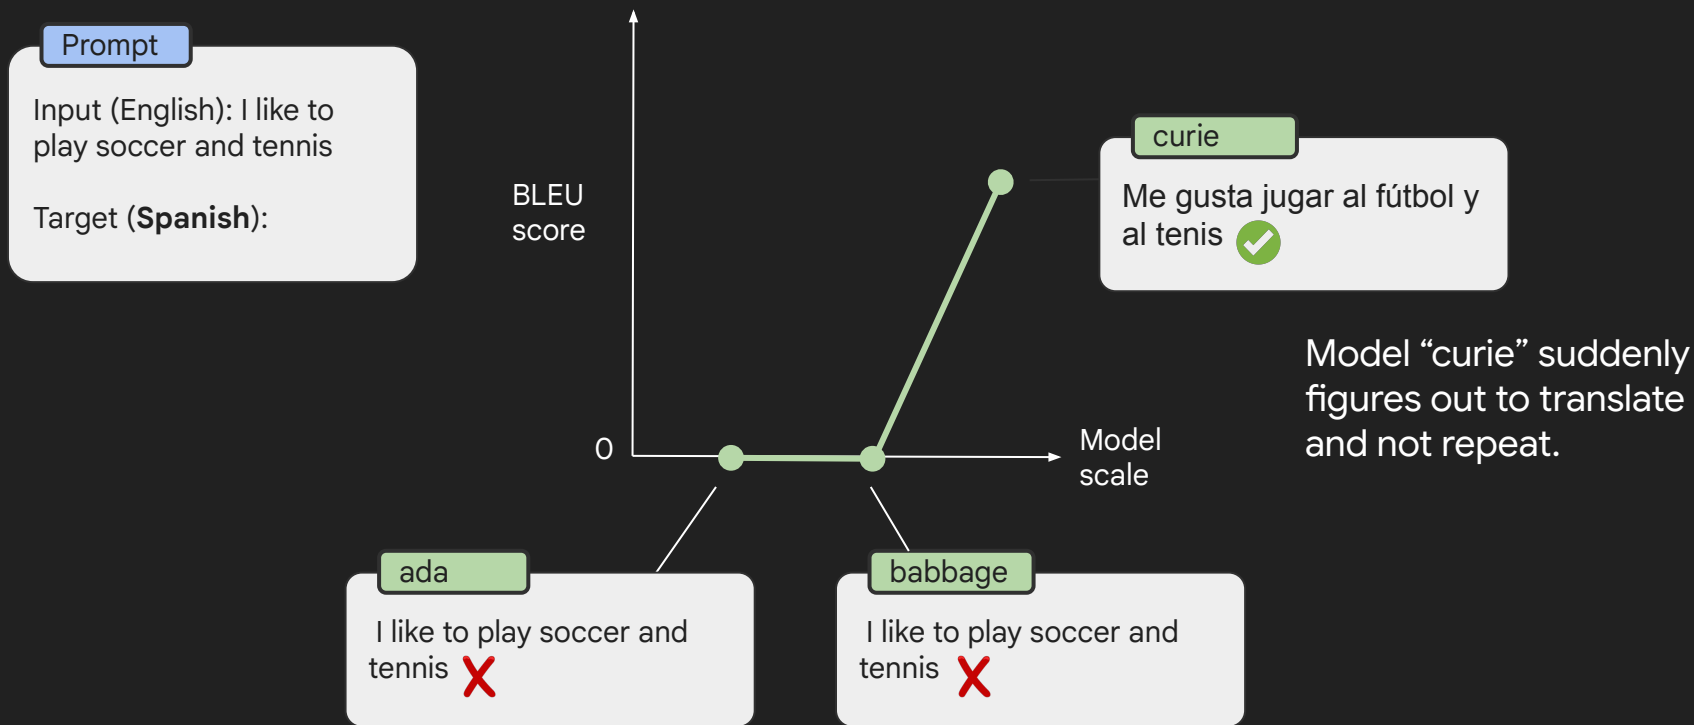 Prompt
Input (English): I like to
play soccer and tennis
Target (Spanish):
BLEU
score
0
Model
scale
curie
Me gusta jugar al fútbol y
al tenis
Model “curie” suddenly
figures out to translate
and not repeat.
ada
I like to play soccer and
tennis
babbage
I like to play soccer and
tennis